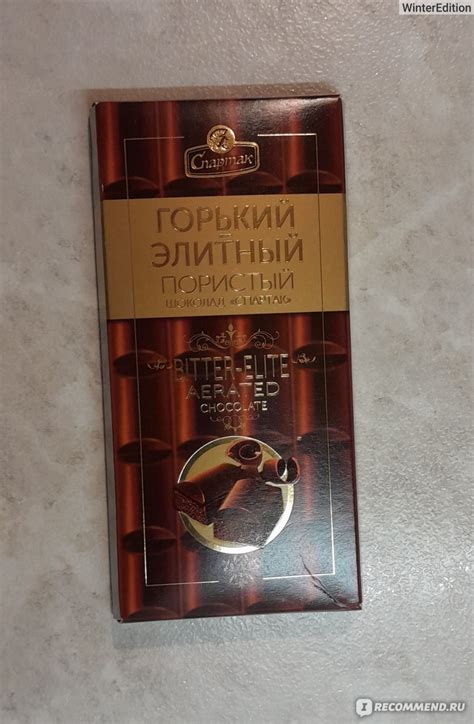 WinterEdition
Спартак
ГОРЬКИЙ
ЭЛИТНЫЙ
ПОРИСТЫЙ
ШОКОЛАД «СПАРТАК»
BITTER-ELITE
AERATED
CHOCOLATE
I RECOMMEND.RU